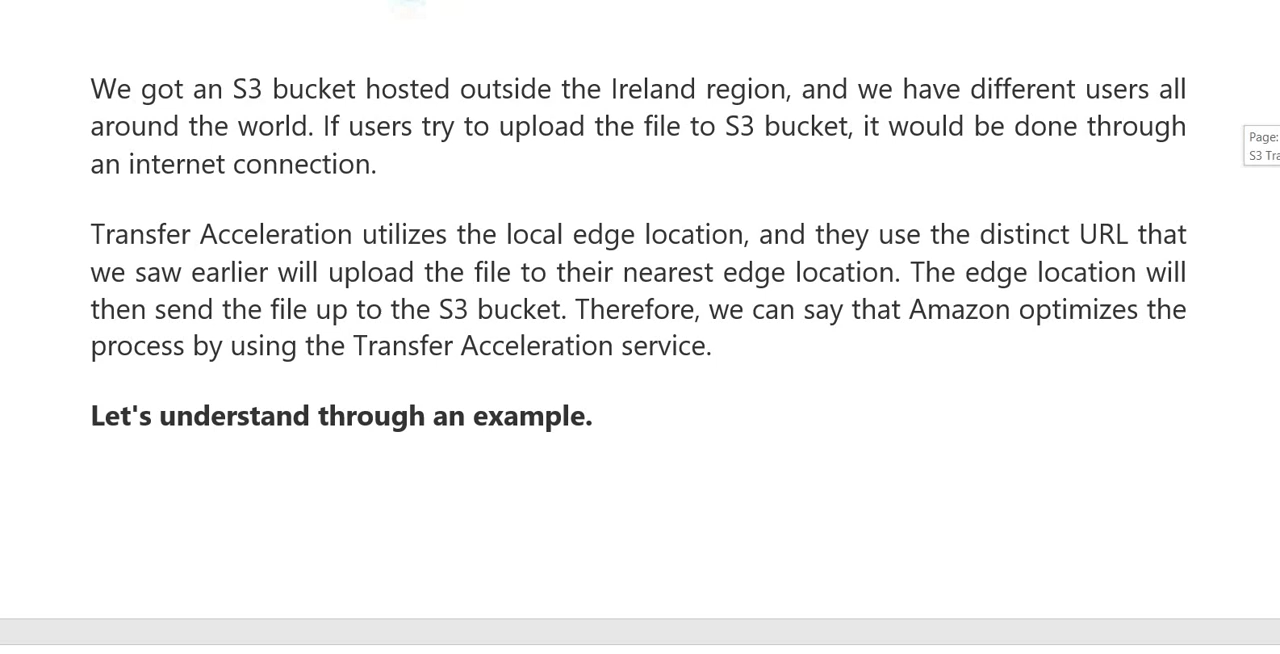 We got an S3 bucket hosted outside the Ireland region, and we have different users all
around the world. If users try to upload the file to S3 bucket, it would be done through
an internet connection.
Transfer Acceleration utilizes the local edge location, and they use the distinct URL that
we saw earlier will upload the file to their nearest edge location. The edge location will
then send the file up to the S3 bucket. Therefore, we can say that Amazon optimizes the
process by using the Transfer Acceleration service.
Let's understand through an example.
Page:
S3 Tra